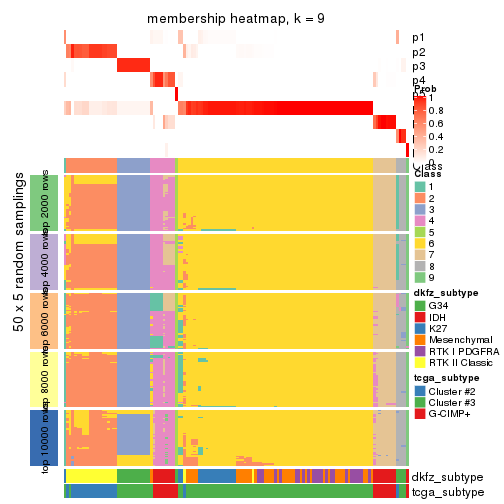 membership heatmap, k = 9
p1
p2
p3
p4
Prob
1
0.8
0.6
0.4
0.2
0
Class
Class
1
2
3
4
5
6
7
8
9
dkfz_subtype
G34
IDH
K27
Mesenchymal
RTK I PDGFRA
RTK II Classic
tcga_subtype
Cluster #2
Cluster #3
G-CIMP+
50 x 5 random samplings
top 2000 rows
top 4000 rows
top 6000 rows
top 8000 rows
top 10000 rows
dkfz_subtype
tcga_subtype